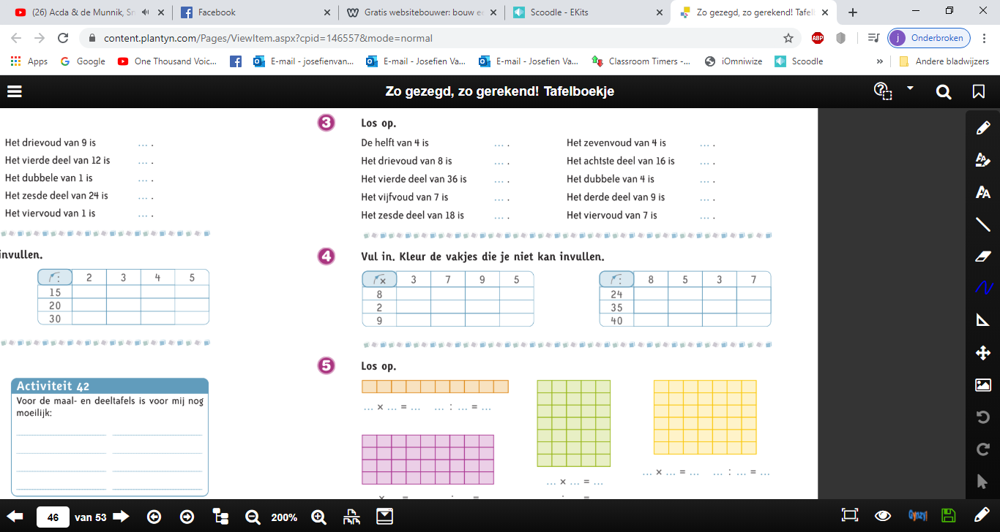 (26) Acda & de Munnik, Sn
Facebook
Gratis websitebouwer: bouw ee
Scoodle - EKits
Zo gezegd, zo gerekend! Tafel
content.plantyn.com/Pages/ViewItem.aspx?cpid=146557&mode=normal
ABP
j Onderbroken
Apps
Google
One Thousand Voic...
E-mail - josefienvan...
E-mail - Josefien Va...
E-mail - Josefien Va...
Classroom Timers -...
iOmniwize
Scoodle
»
Andere bladwijzers
Zo gezegd, zo gerekend! Tafelboekje
Het drievoud van 9 is ... .
Het vierde deel van 12 is ... .
Het dubbele van 1 is ... .
Het zesde deel van 24 is ... .
Het viervoud van 1 is ... .
invullen.
: 2 3 4 5
15
20
30
Activiteit 42
Voor de maal- en deeltafels is voor mij nog
moeilijk:
3 Los op.
De helft van 4 is ... . Het zevenvoud van 4 is ... .
Het drievoud van 8 is ... . Het achtste deel van 16 is ... .
Het vierde deel van 36 is ... . Het dubbele van 4 is ... .
Het vijfvoud van 7 is ... . Het derde deel van 9 is ... .
Het zesde deel van 18 is ... . Het viervoud van 7 is ... .
4 Vul in. Kleur de vakjes die je niet kan invullen.
× 3 7 9 5
8
2
9
: 8 5 3 7
24
35
40
5 Los op.
... × ... = ... ... : ... = ...
... × ... = ... ... : ... = ...
... × ... = ...
46 van 53
200%
Gynzy!